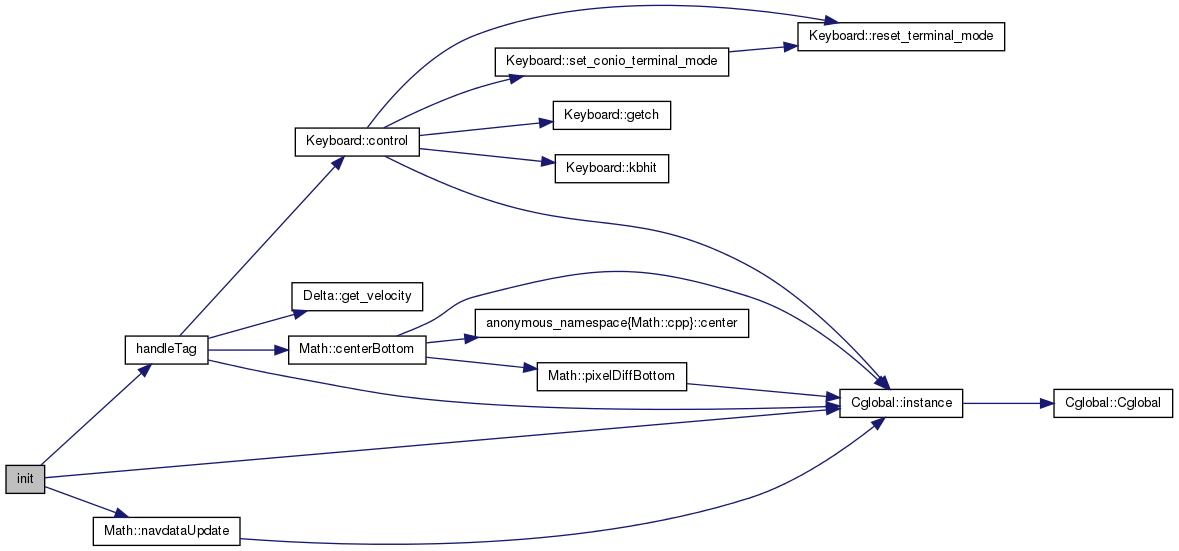 Keyboard::reset_terminal_mode
Keyboard::set_conio_terminal_mode
Keyboard::getch
Keyboard::control
Keyboard::kbhit
Delta::get_velocity
anonymous_namespace{Math::cpp}::center
handleTag
Math::centerBottom
Math::pixelDiffBottom
Cglobal::instance
Cglobal::Cglobal
init
Math::navdataUpdate